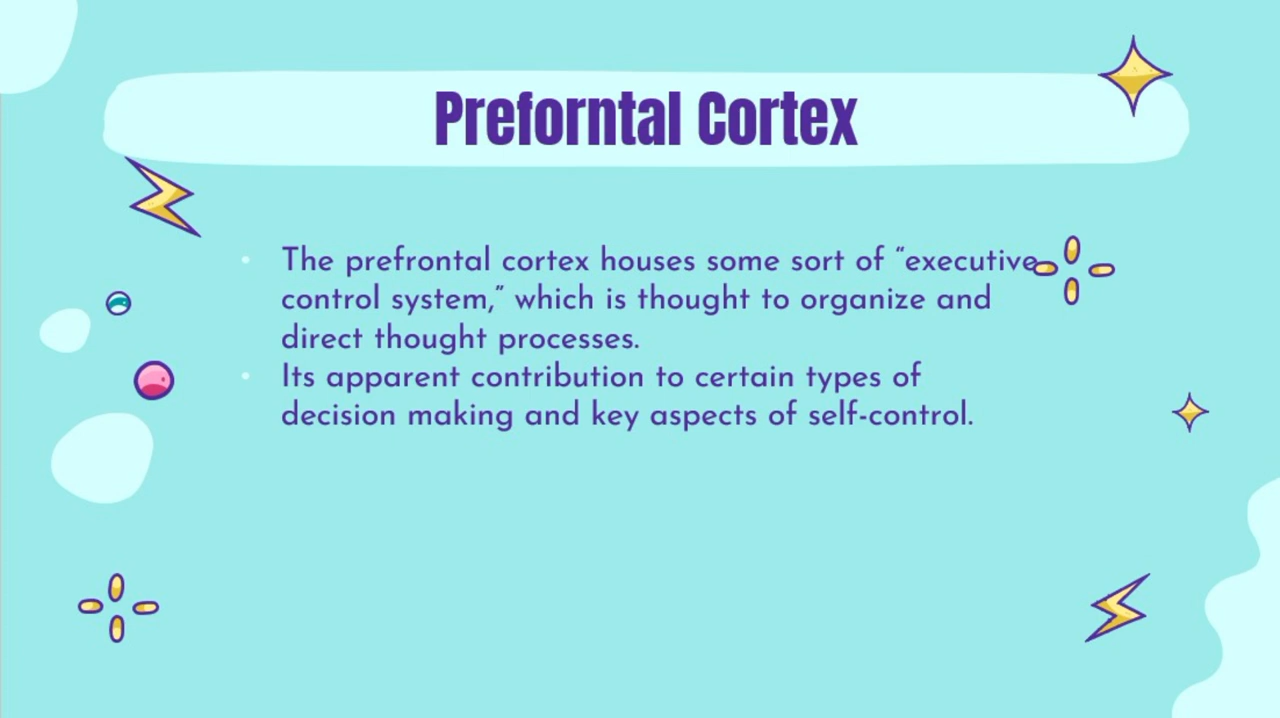 Preforntal Cortex
• The prefrontal cortex houses some sort of “executive
control system,” which is thought to organize and
direct thought processes.
• Its apparent contribution to certain types of
decision making and key aspects of self-control.